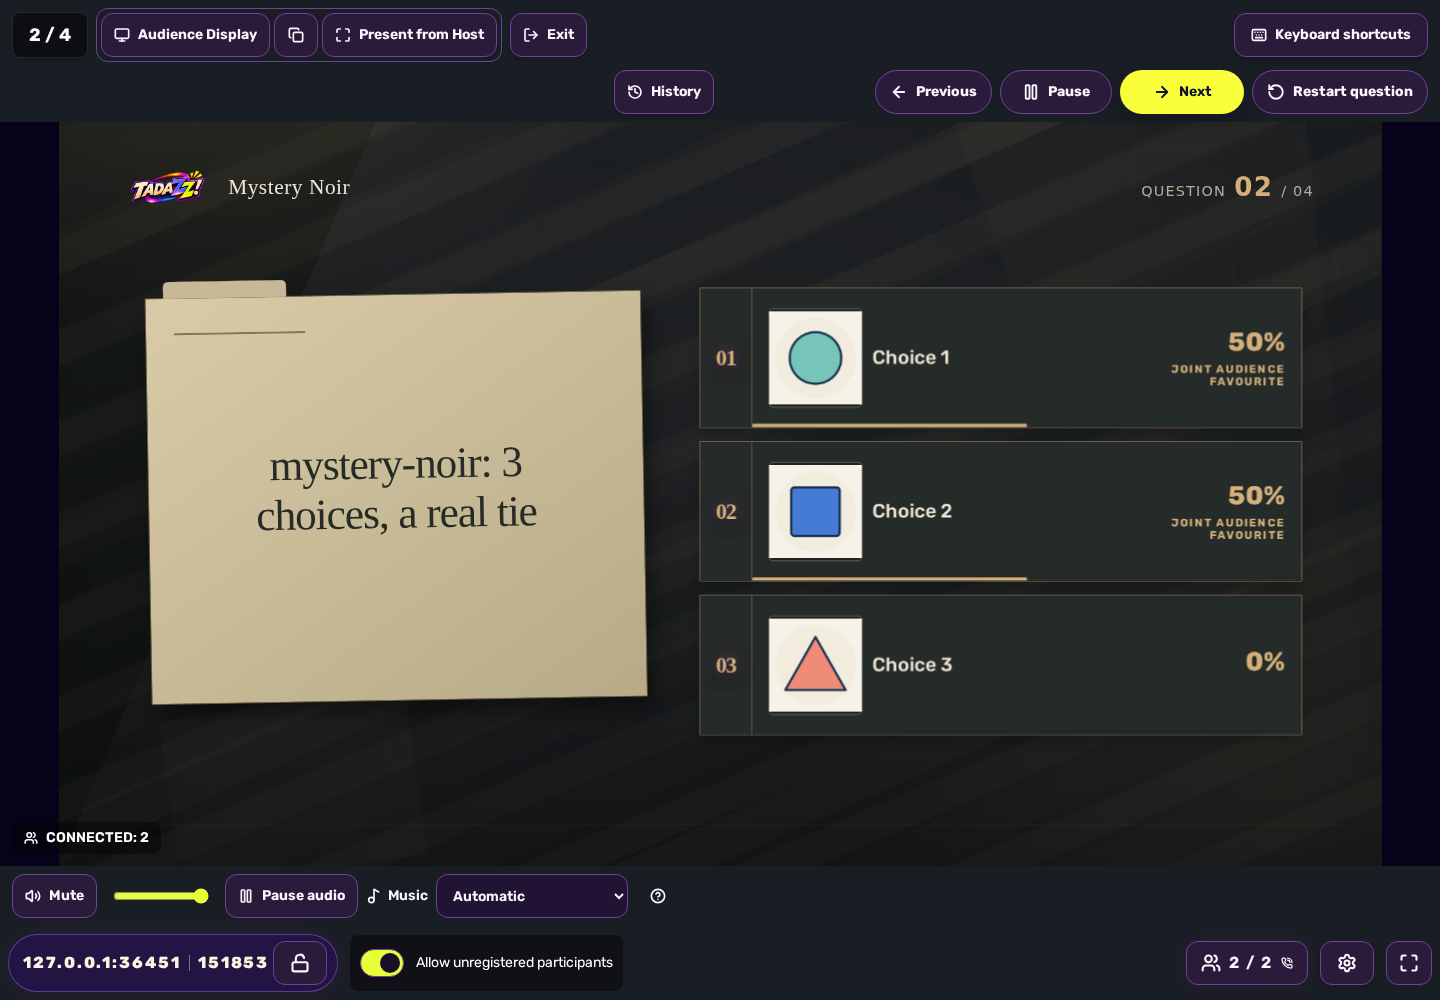 2 / 4
Audience Display
Present from Host
Exit
Keyboard shortcuts
History
Previous
Pause
Next
Restart question
TADAZZ!
Mystery Noir
QUESTION 02 / 04
mystery-noir: 3
choices, a real tie
01
Choice 1
50%
JOINT AUDIENCE
FAVOURITE
02
Choice 2
50%
JOINT AUDIENCE
FAVOURITE
03
Choice 3
0%
CONNECTED: 2
Mute
Pause audio
Music
Automatic
127.0.0.1:36451 | 151853
Allow unregistered participants
2 / 2